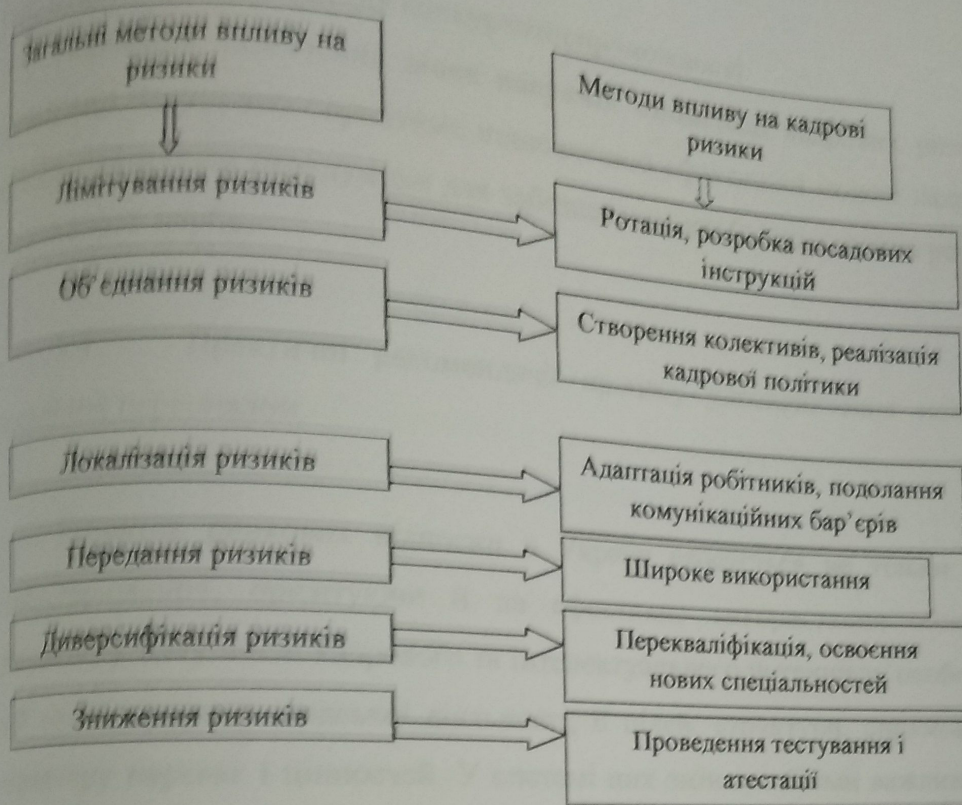 Загальні методи впливу на
ризики
Методи впливу на кадрові
ризики
Лімітування ризиків
Ротація, розробка посадових
інструкцій
Об'єднання ризиків
Створення колективів, реалізація
кадрової політики
Локалізація ризиків
Адаптація робітників, подолання
комунікаційних бар'єрів
Передання ризиків
Широке використання
Диверсифікація ризиків
Перекваліфікація, освоєння
нових спеціальностей
Зниження ризиків
Проведення тестування і
атестації